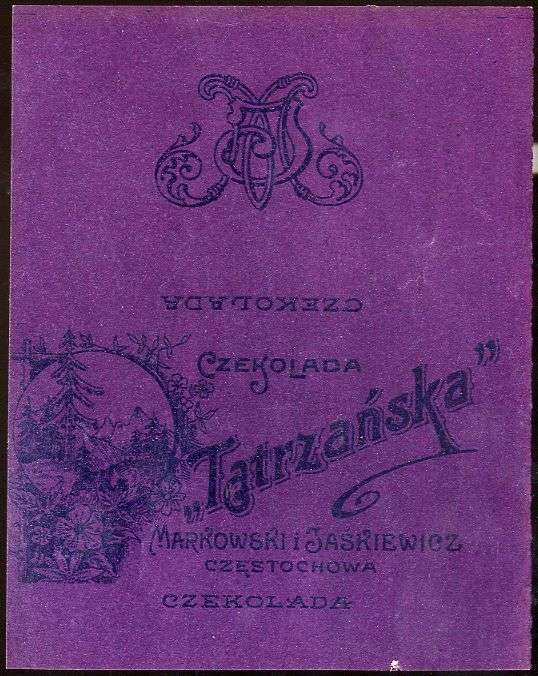 CZEKOLADA
CZEKOLADA
„Tatrzańska”
MARKOWSKI i JASKIEWICZ
CZĘSTOCHOWA
CZEKOLADA